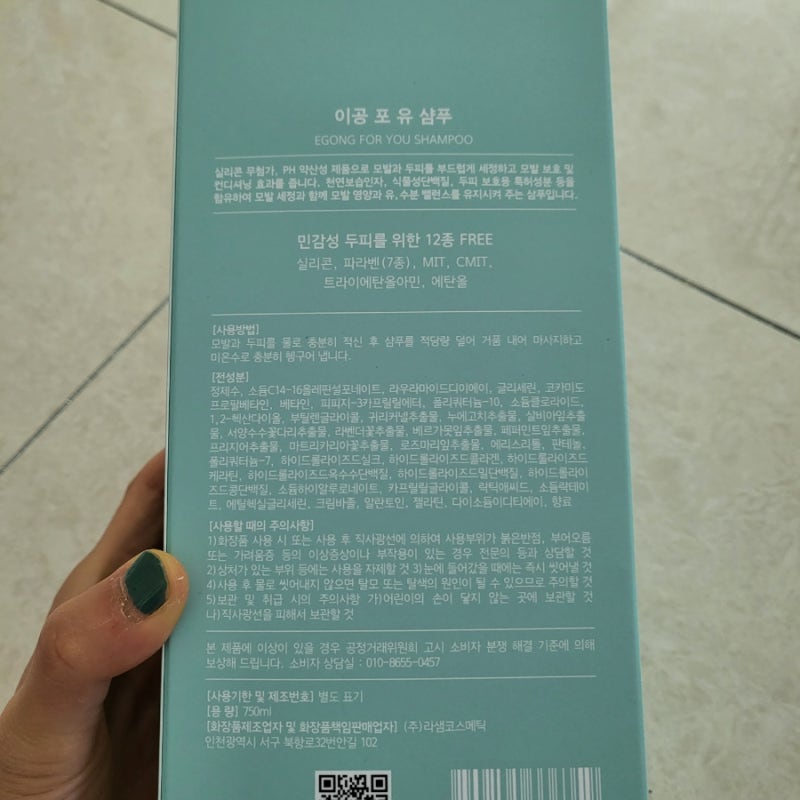 이공 포 유 샴푸
EGONG FOR YOU SHAMPOO
실리콘 무첨가, PH 약산성 제품으로 모발과 두피를 부드럽게 세정하고 모발 보호 및
컨디셔닝 효과를 줍니다. 천연보습인자, 식물성단백질, 두피 보호용 특허성분 등을
함유하여 모발 세정과 함께 모발 영양과 유,수분 밸런스를 유지시켜 주는 샴푸입니다.
민감성 두피를 위한 12종 FREE
실리콘, 파라벤(7종), MIT, CMIT,
트라이에탄올아민, 에탄올
[사용방법]
모발과 두피를 물로 충분히 적신 후 샴푸를 적당량 덜어 거품 내어 마사지하고
미온수로 충분히 헹구어 냅니다.
[전성분]
정제수, 소듐C14-16올레핀설포네이트, 라우라마이드디이에이, 글리세린, 코카미도
프로필베타인, 베타인, 피피지-3카프릴릴에터, 폴리쿼터늄-10, 소듐클로라이드,
1,2-헥산다이올, 부틸렌글라이콜, 귀리커넬추출물, 누에고치추출물, 살비아잎추출
물, 서양수수꽃다리추출물, 라벤더꽃추출물, 베르가못잎추출물, 페퍼민트잎추출물,
프리지어추출물, 마트리카리아꽃추출물, 로즈마리잎추출물, 에리스리톨, 판테놀,
폴리쿼터늄-7, 하이드롤라이즈드실크, 하이드롤라이즈드콜라겐, 하이드롤라이즈드
케라틴, 하이드롤라이즈드옥수수단백질, 하이드롤라이즈드밀단백질, 하이드롤라이
즈드콩단백질, 소듐하이알루로네이트, 카프릴릴글라이콜, 락틱애씨드, 소듐락테이
트, 에틸헥실글리세린, 크림바졸, 알란토인, 젤라틴, 다이소듐이디티에이, 향료
[사용할 때의 주의사항]
1)화장품 사용 시 또는 사용 후 직사광선에 의하여 사용부위가 붉은반점, 부어오름
또는 가려움증 등의 이상증상이나 부작용이 있는 경우 전문의 등과 상담할 것
2)상처가 있는 부위 등에는 사용을 자제할 것 3)눈에 들어갔을 때에는 즉시 씻어낼 것
4)사용 후 물로 씻어내지 않으면 탈모 또는 탈색의 원인이 될 수 있으므로 주의할 것
5)보관 및 취급 시의 주의사항 가)어린이의 손이 닿지 않는 곳에 보관할 것
나)직사광선을 피해서 보관할 것
본 제품에 이상이 있을 경우 공정거래위원회 고시 소비자 분쟁 해결 기준에 의해
보상해 드립니다. 소비자 상담실 : 010-8655-0457
[사용기한 및 제조번호] 별도 표기
[용 량] 750ml
[화장품제조업자 및 화장품책임판매업자] (주)라샘코스메틱
인천광역시 서구 북항로32번안길 102